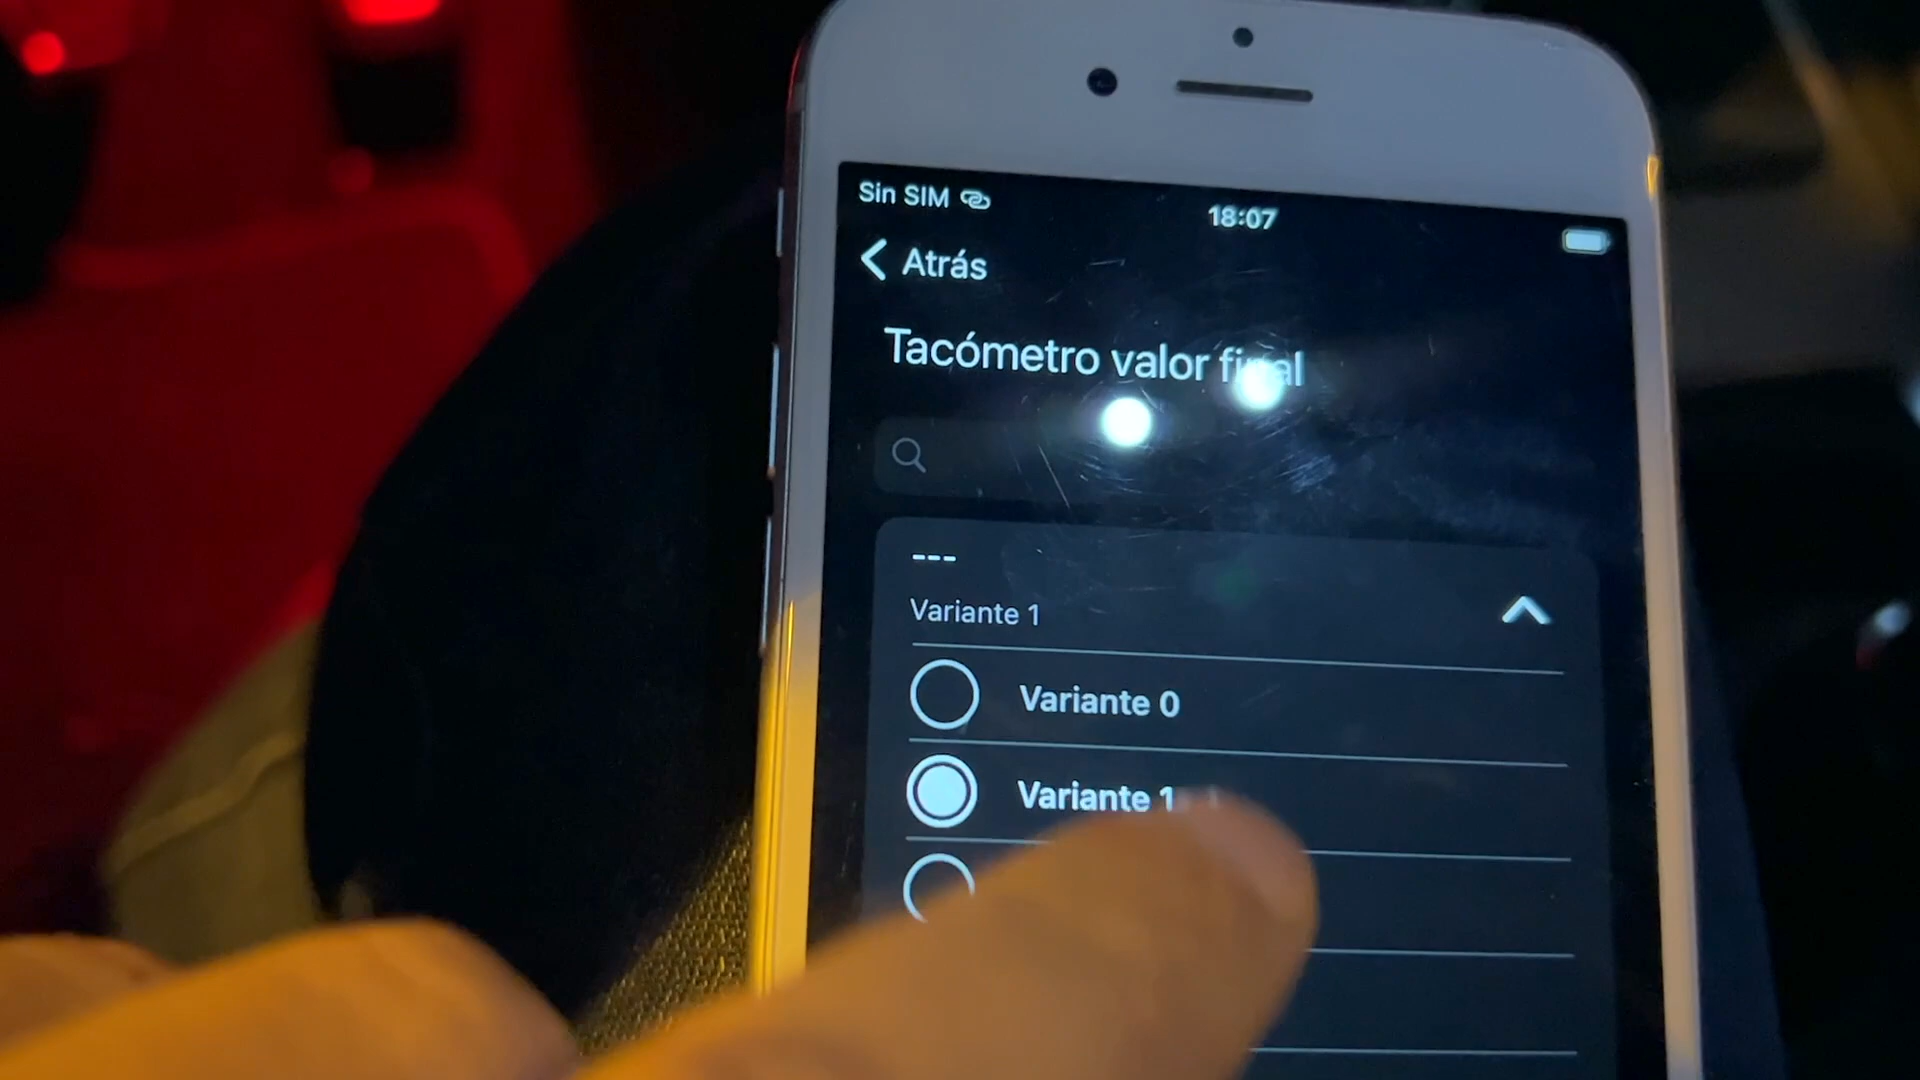 Sin SIM
18:07
Atrás
Tacómetro valor final
---
Variante 1
Variante 0
Variante 1